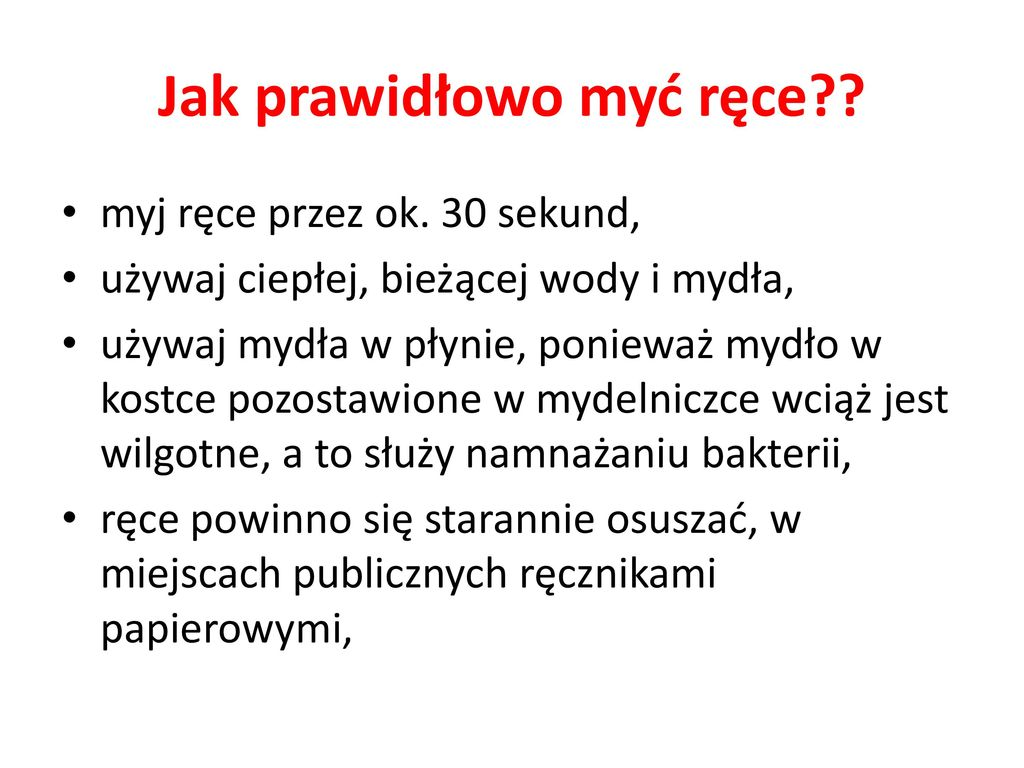 Jak prawidłowo myć ręce??
• myj ręce przez ok. 30 sekund,
• używaj ciepłej, bieżącej wody i mydła,
• używaj mydła w płynie, ponieważ mydło w
kostce pozostawione w mydelniczce wciąż jest
wilgotne, a to służy namnażaniu bakterii,
• ręce powinno się starannie osuszać, w
miejscach publicznych ręcznikami
papierowymi,